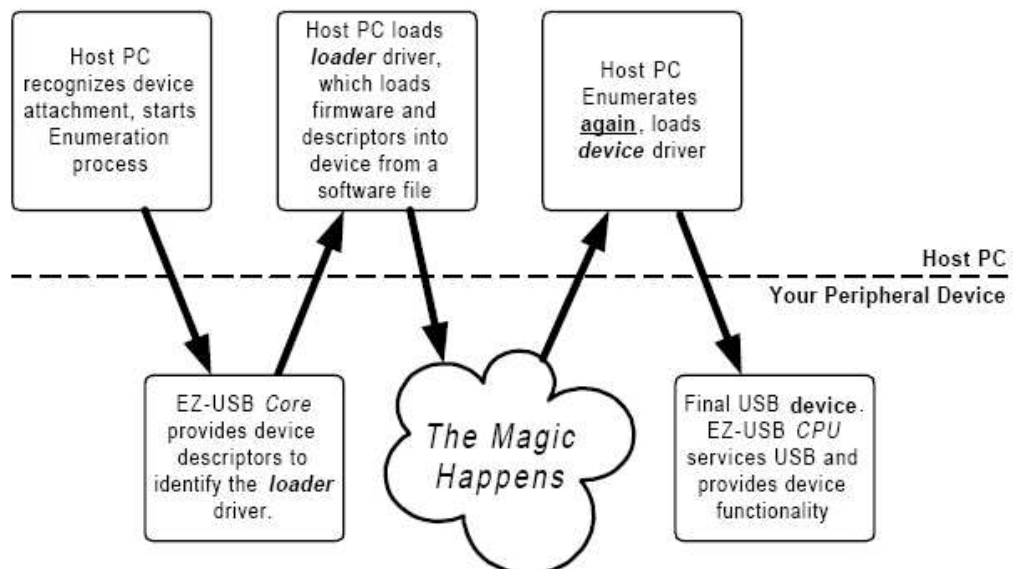 Host PC
recognizes device
attachment, starts
Enumeration
process
Host PC loads
loader driver,
which loads
firmware and
descriptors into
device from a
software file
Host PC
Enumerates
again, loads
device driver
Host PC
Your Peripheral Device
EZ-USB Core
provides device
descriptors to
identify the loader
driver.
The Magic
Happens
Final USB device.
EZ-USB CPU
services USB and
provides device
functionality